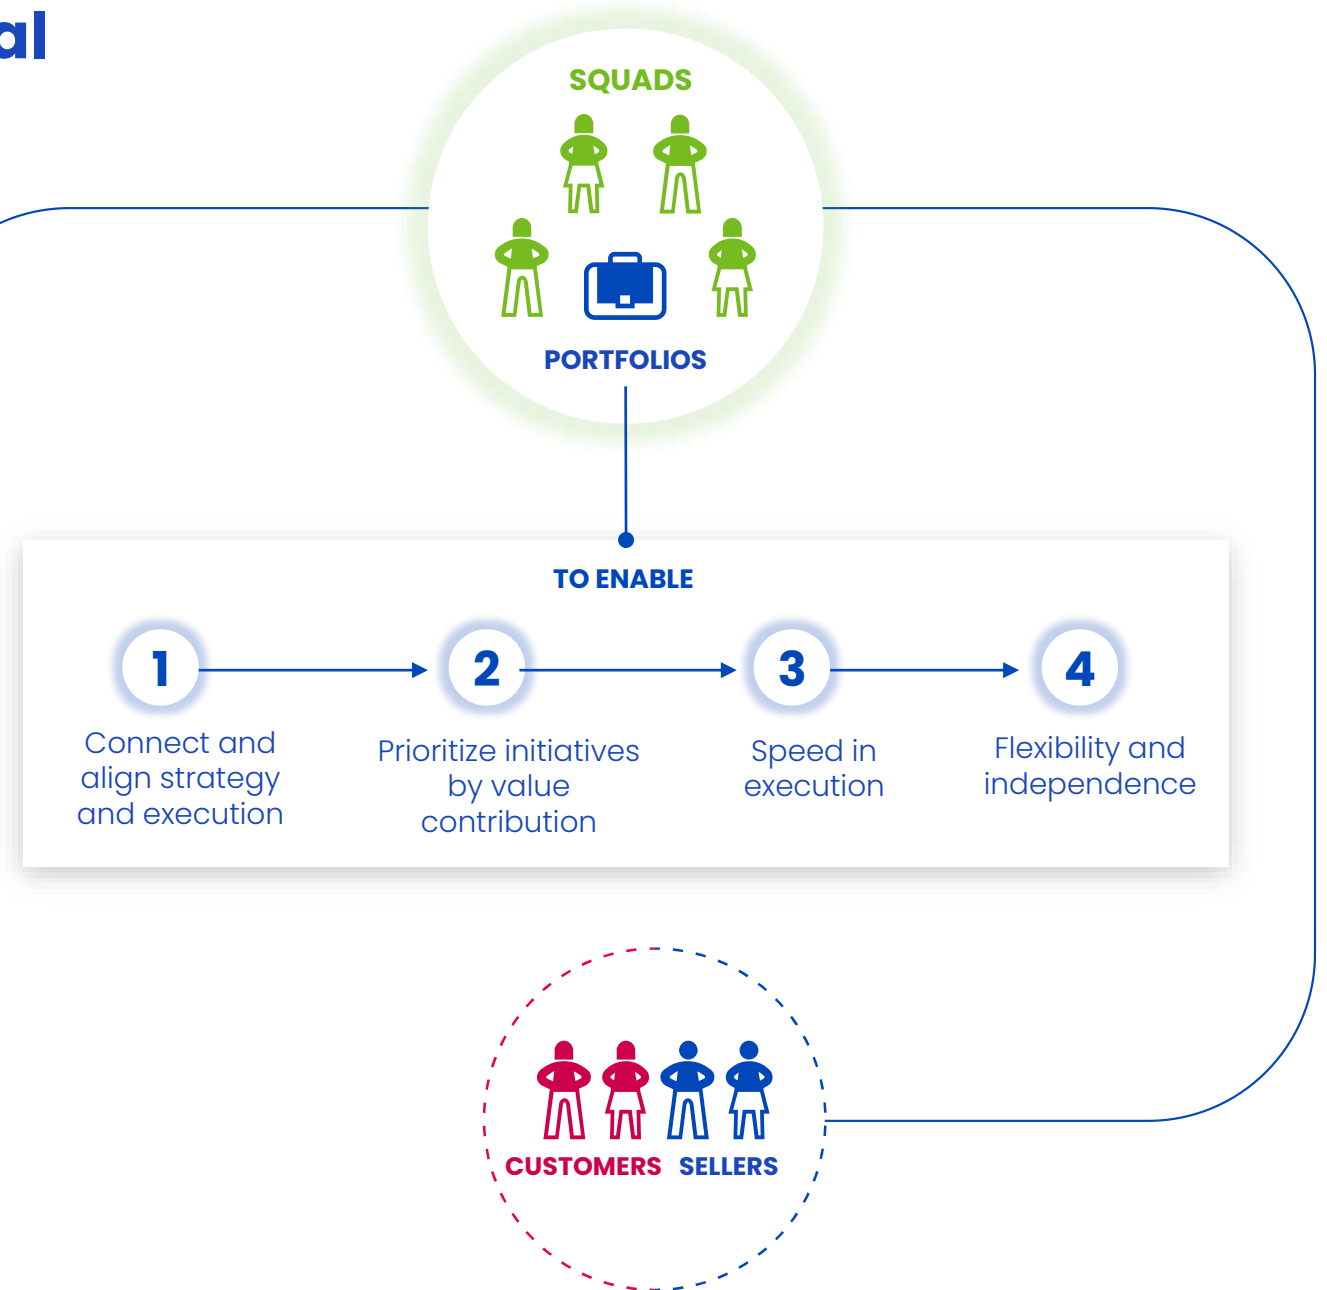 al
SQUADS
PORTFOLIOS
TO ENABLE
1
2
3
4
Connect and
align strategy
and execution
Prioritize initiatives
by value
contribution
Speed in
execution
Flexibility and
independence
CUSTOMERS SELLERS